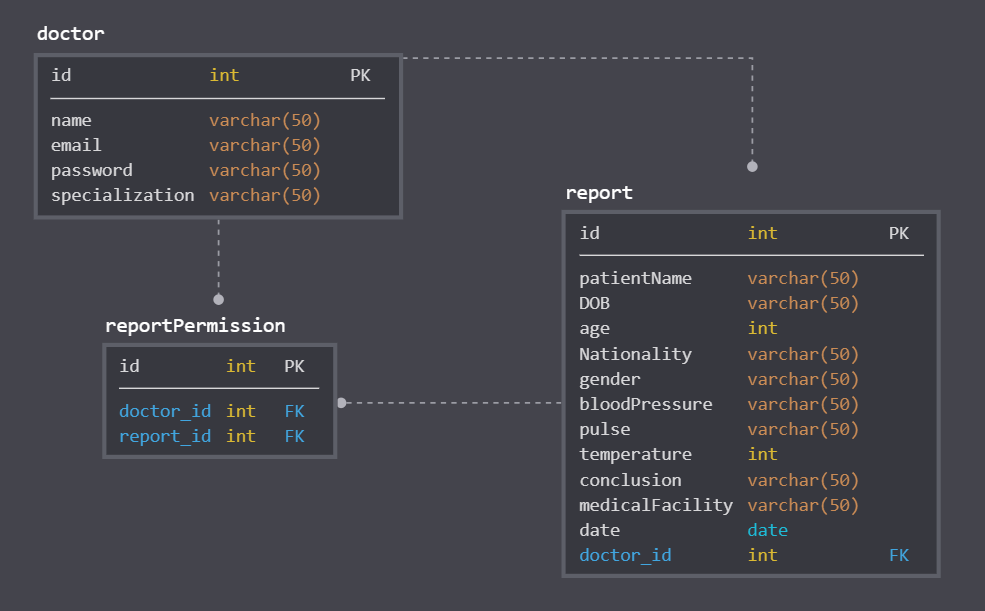 doctor
id int PK
name varchar(50)
email varchar(50)
password varchar(50)
specialization varchar(50)
report
id int PK
patientName varchar(50)
DOB varchar(50)
age int
Nationality varchar(50)
gender varchar(50)
bloodPressure varchar(50)
pulse varchar(50)
temperature int
conclusion varchar(50)
medicalFacility varchar(50)
date date
doctor_id int FK
reportPermission
id int PK
doctor_id int FK
report_id int FK